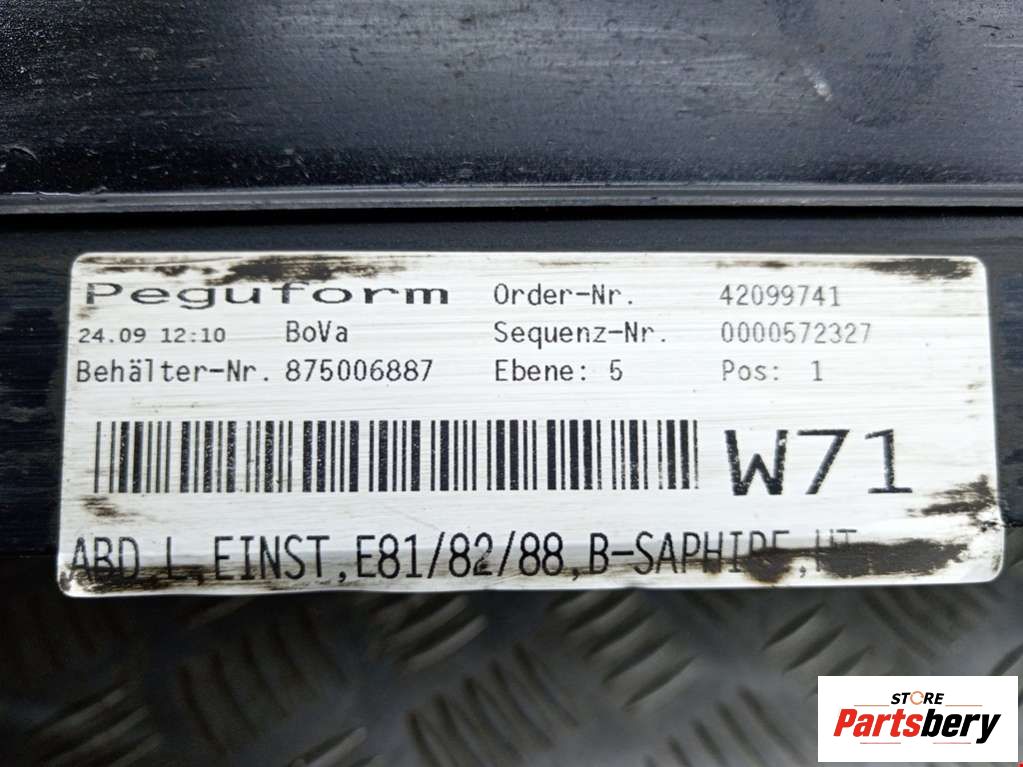 Peguform Order-Nr. 42099741
24.09 12:10 BoVa Sequenz-Nr. 0000572327
Behälter-Nr. 875006887 Ebene: 5 Pos: 1
W71
ABD L,EINST,E81/82/88,B-SAPHIRE,
STORE
Partsbery